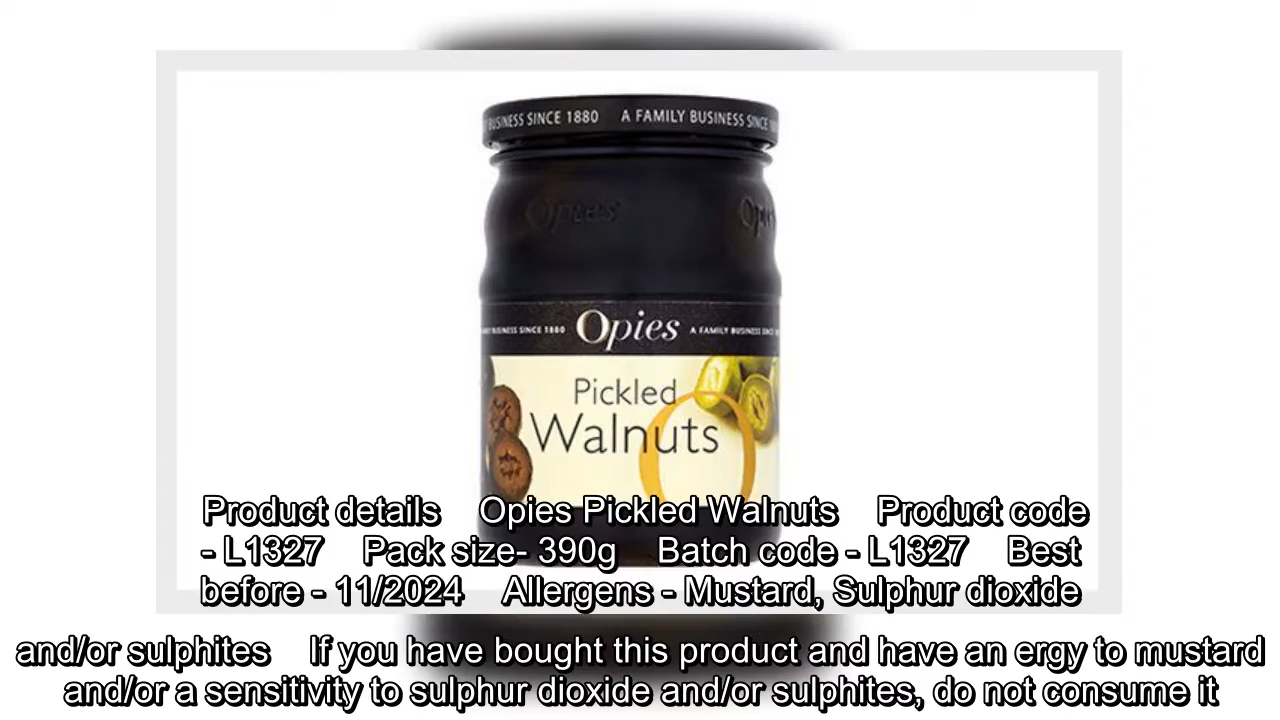 BUSINESS SINCE 1880 A FAMILY BUSINESS SINCE
Opies Opies
FAMILY BUSINESS SINCE 1880 Opies A FAMILY BUSINESS SINCE
Pickled
Walnuts
Product details Opies Pickled Walnuts Product code
- L1327 Pack size- 390g Batch code - L1327 Best
before - 11/2024 Allergens - Mustard, Sulphur dioxide
and/or sulphites If you have bought this product and have an ergy to mustard
and/or a sensitivity to sulphur dioxide and/or sulphites, do not consume it